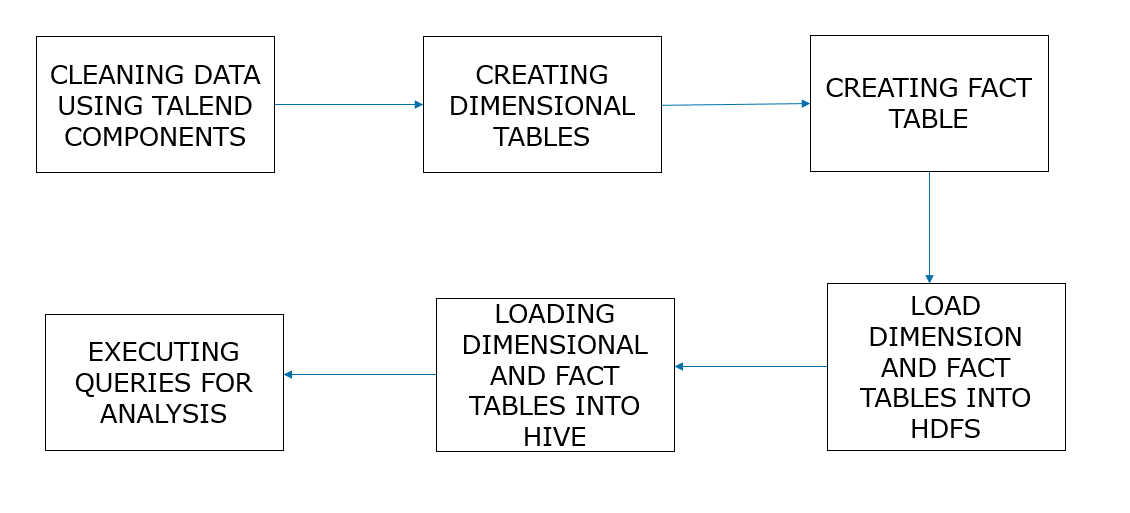 CLEANING DATA
USING TALEND
COMPONENTS
CREATING
DIMENSIONAL
TABLES
CREATING FACT
TABLE
LOAD
DIMENSION
AND FACT
TABLES INTO
HDFS
LOADING
DIMENSIONAL
AND FACT
TABLES INTO
HIVE
EXECUTING
QUERIES FOR
ANALYSIS